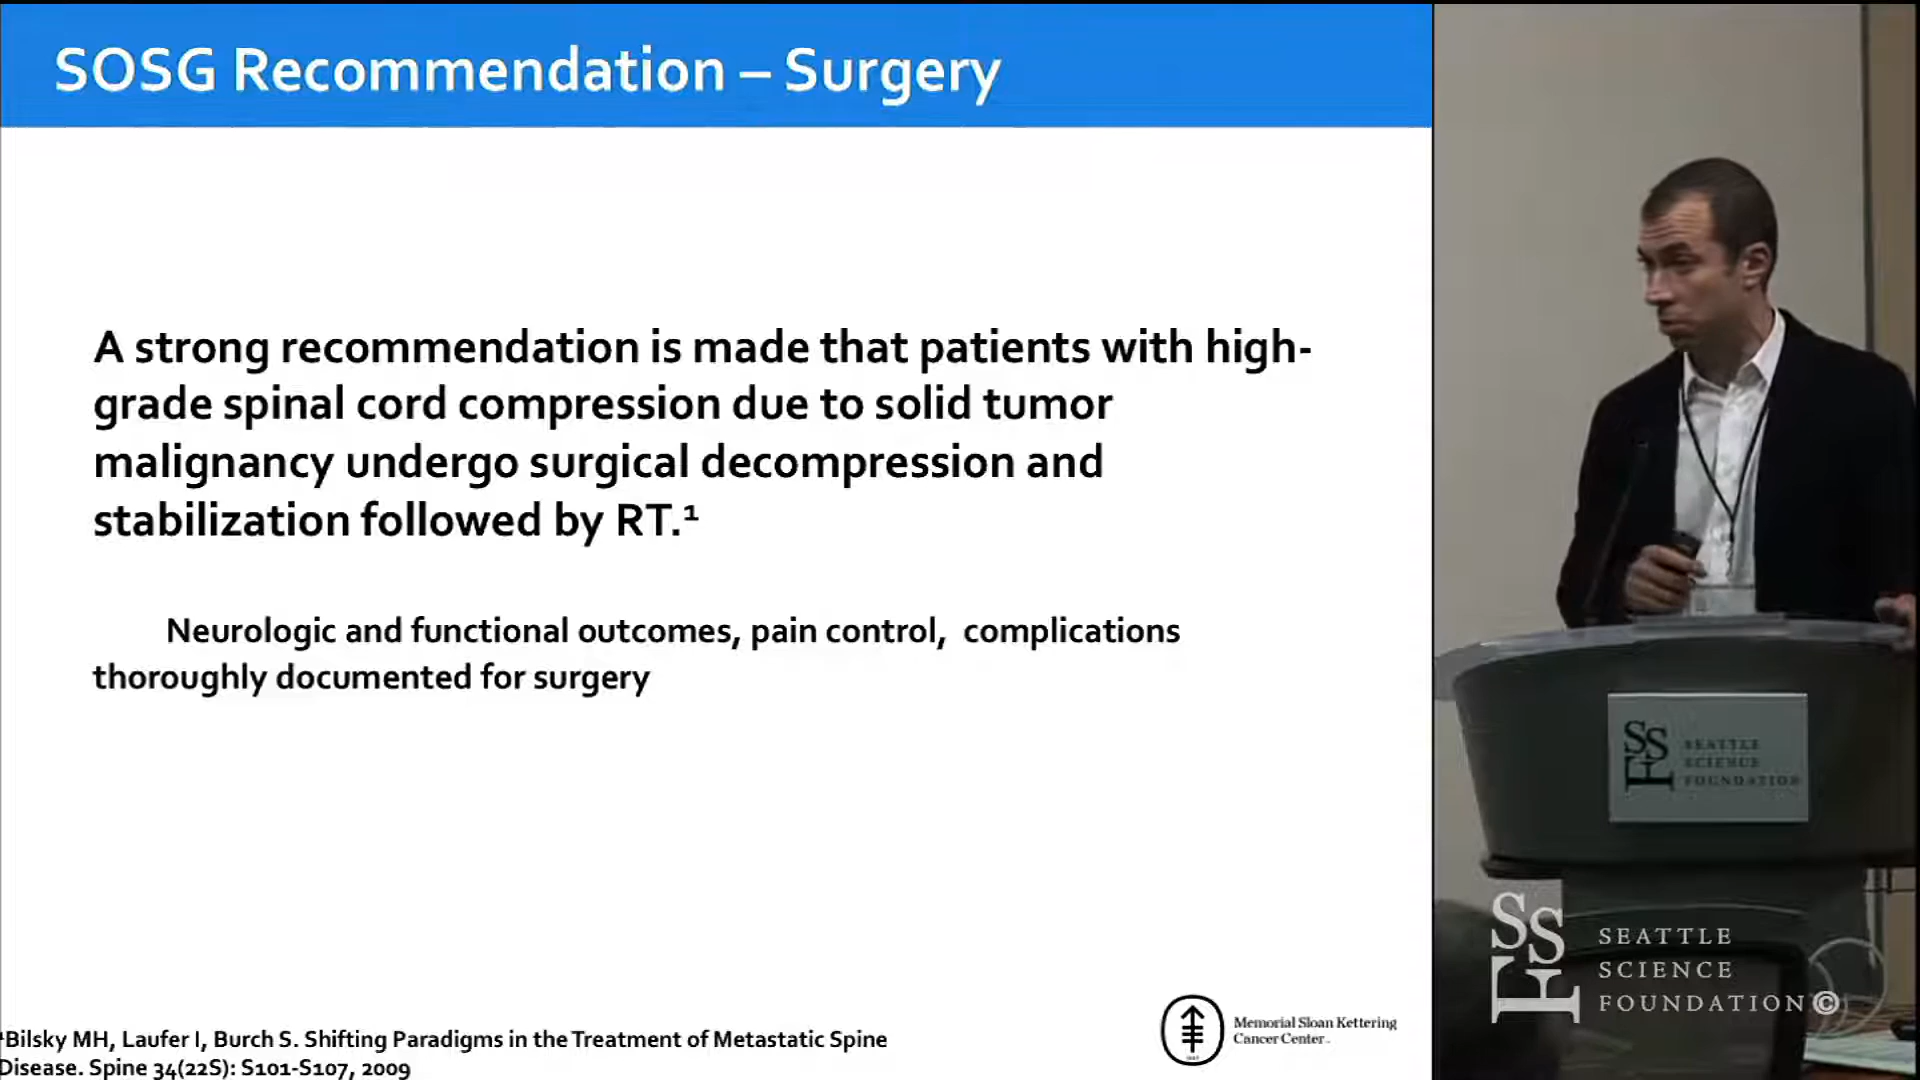 SOSG Recommendation – Surgery
A strong recommendation is made that patients with high-
grade spinal cord compression due to solid tumor
malignancy undergo surgical decompression and
stabilization followed by RT.¹
Neurologic and functional outcomes, pain control,  complications
thoroughly documented for surgery
¹Bilsky MH, Laufer I, Burch S. Shifting Paradigms in the Treatment of Metastatic Spine
Disease. Spine 34(22S): S101-S107, 2009
Memorial Sloan Kettering
Cancer Center
SSF
SEATTLE
SCIENCE
FOUNDATION
SSF
SEATTLE
SCIENCE
FOUNDATION©